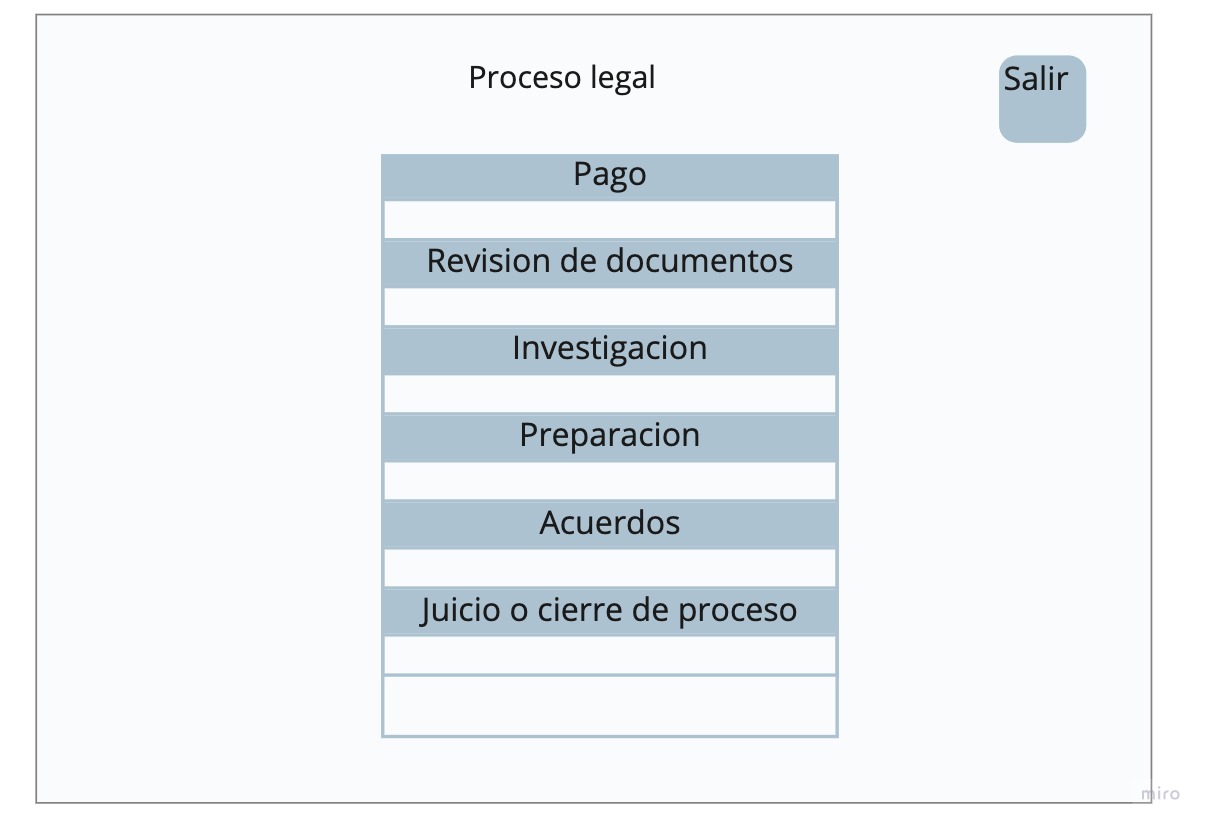 Proceso legal
Salir
Pago
Revision de documentos
Investigacion
Preparacion
Acuerdos
Juicio o cierre de proceso
miro